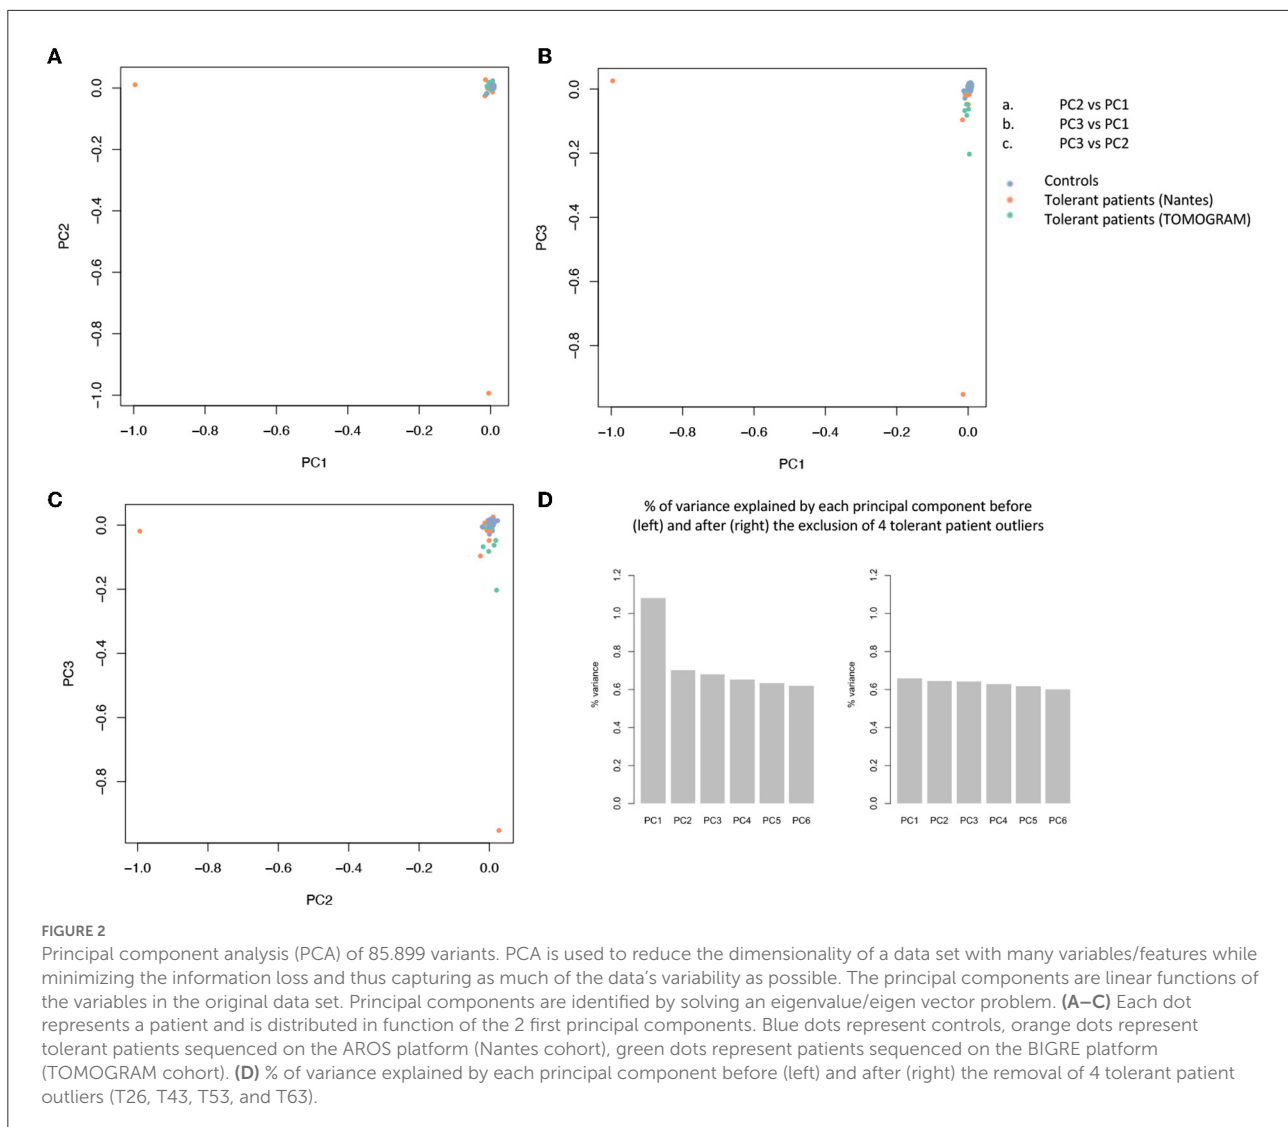 A
0.0
−0.2
−0.4
−0.6
−0.8
−1.0
PC2
−1.0 −0.8 −0.6 −0.4 −0.2 0.0
PC1
B
0.0
−0.2
−0.4
−0.6
−0.8
PC3
−1.0 −0.8 −0.6 −0.4 −0.2 0.0
PC1
a. PC2 vs PC1
b. PC3 vs PC1
c. PC3 vs PC2
Controls
Tolerant patients (Nantes)
Tolerant patients (TOMOGRAM)
C
0.0
−0.2
−0.4
−0.6
−0.8
PC3
−1.0 −0.8 −0.6 −0.4 −0.2 0.0
PC2
D
% of variance explained by each principal component before
(left) and after (right) the exclusion of 4 tolerant patient outliers
1.2
1.0
0.8
0.6
0.4
0.2
0.0
% variance
PC1 PC2 PC3 PC4 PC5 PC6
1.2
1.0
0.8
0.6
0.4
0.2
0.0
% variance
PC1 PC2 PC3 PC4 PC5 PC6
FIGURE 2
Principal component analysis (PCA) of 85.899 variants. PCA is used to reduce the dimensionality of a data set with many variables/features while
minimizing the information loss and thus capturing as much of the data's variability as possible. The principal components are linear functions of
the variables in the original data set. Principal components are identified by solving an eigenvalue/eigen vector problem. (A–C) Each dot
represents a patient and is distributed in function of the 2 first principal components. Blue dots represent controls, orange dots represent
tolerant patients sequenced on the AROS platform (Nantes cohort), green dots represent patients sequenced on the BIGRE platform
(TOMOGRAM cohort). (D) % of variance explained by each principal component before (left) and after (right) the removal of 4 tolerant patient
outliers (T26, T43, T53, and T63).